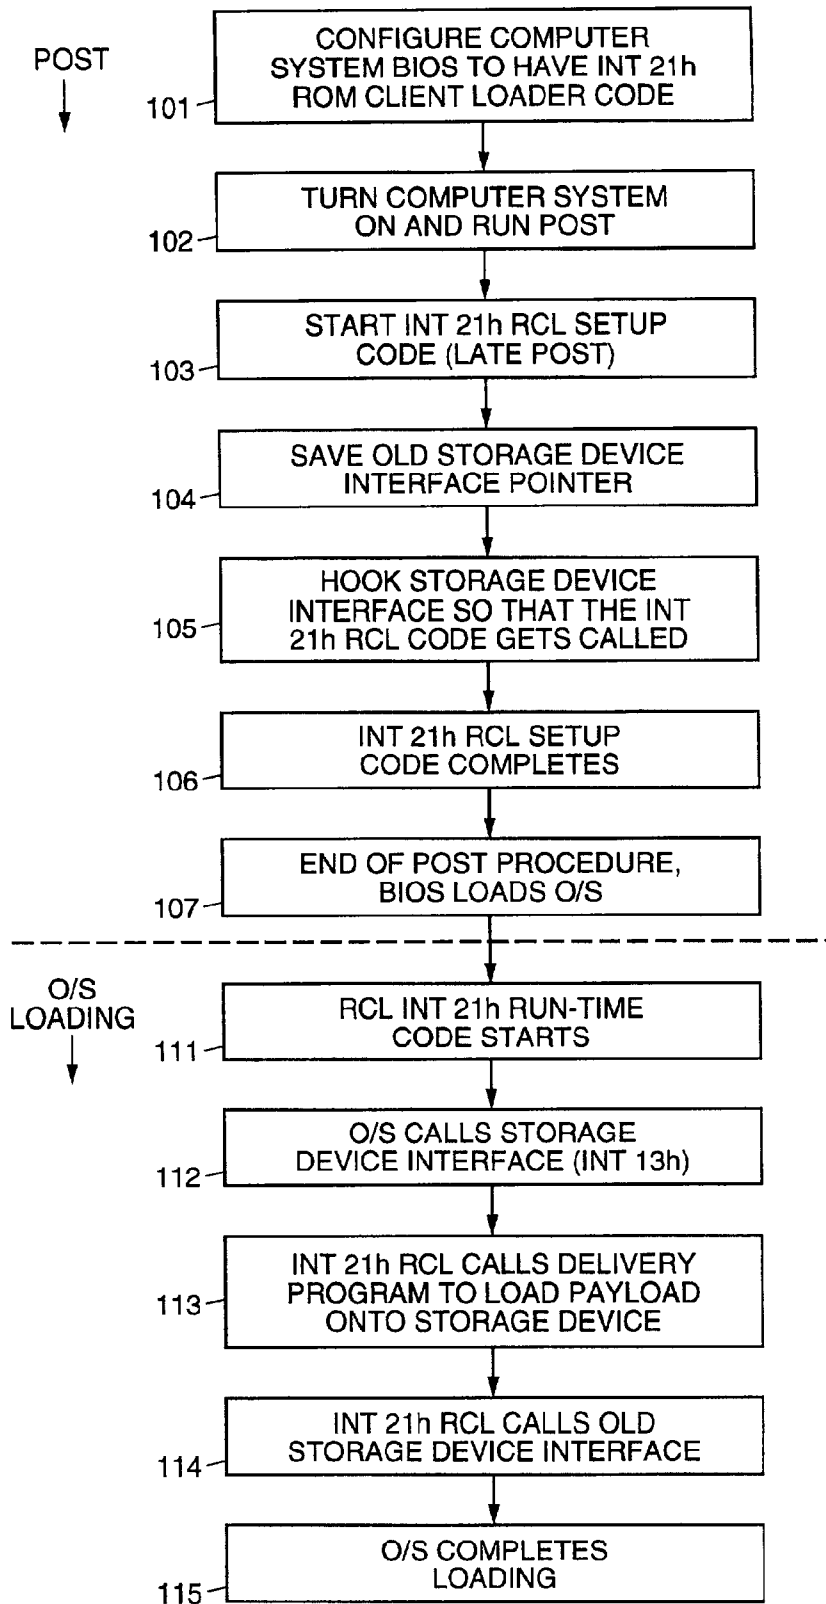 POST
CONFIGURE COMPUTER
SYSTEM BIOS TO HAVE INT 21h
ROM CLIENT LOADER CODE
101
TURN COMPUTER SYSTEM
ON AND RUN POST
102
START INT 21h RCL SETUP
CODE (LATE POST)
103
SAVE OLD STORAGE DEVICE
INTERFACE POINTER
104
HOOK STORAGE DEVICE
INTERFACE SO THAT THE INT
21h RCL CODE GETS CALLED
105
INT 21h RCL SETUP
CODE COMPLETES
106
END OF POST PROCEDURE,
BIOS LOADS O/S
107
O/S
LOADING
RCL INT 21h RUN-TIME
CODE STARTS
111
O/S CALLS STORAGE
DEVICE INTERFACE (INT 13h)
112
INT 21h RCL CALLS DELIVERY
PROGRAM TO LOAD PAYLOAD
ONTO STORAGE DEVICE
113
INT 21h RCL CALLS OLD
STORAGE DEVICE INTERFACE
114
O/S COMPLETES
LOADING
115